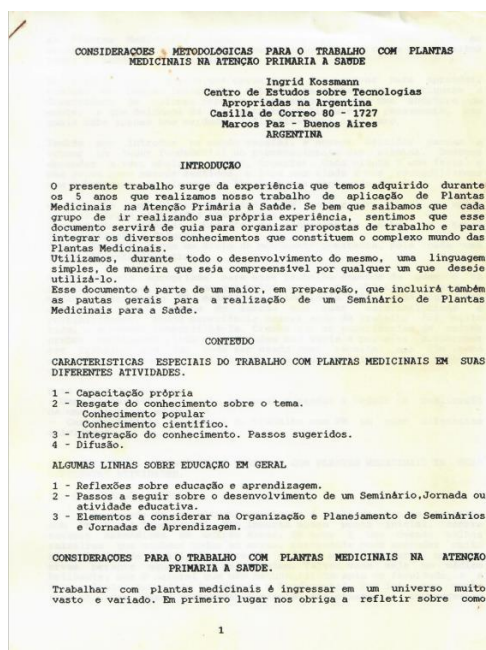 CONSIDERAÇOES METODOLOGICAS PARA O TRABALHO COM PLANTAS
MEDICINAIS NA ATENÇAO PRIMARIA A SAUDE
Ingrid Kossmann
Centro de Estudos sobre Tecnologias
Apropriadas na Argentina
Casilla de Correo 80 - 1727
Marcos Paz - Buenos Aires
ARGENTINA
INTRODUÇAO
O presente trabalho surge da experiência que temos adquirido durante
os 5 anos que realizamos nosso trabalho de aplicação de Plantas
Medicinais na Atenção Primária à Saúde. Se bem que saibamos que cada
grupo de ir realizando sua própria experiência, sentimos que esse
documento servirá de guia para organizar propostas de trabalho e para
integrar os diversos conhecimentos que constituem o complexo mundo das
Plantas Medicinais.
Utilizamos, durante todo o desenvolvimento do mesmo, uma linguagem
simples, de maneira que seja compreensível por qualquer um que deseje
utilizá-lo.
Esse documento é parte de um maior, em preparação, que incluirá também
as pautas gerais para a realização de um Seminário de Plantas
Medicinais para a Saúde.
CONTEUDO
CARACTERISTICAS ESPECIAIS DO TRABALHO COM PLANTAS MEDICINAIS EM SUAS
DIFERENTES ATIVIDADES.
1 - Capacitação própria
2 - Resgate do conhecimento sobre o tema.
Conhecimento popular
Conhecimento científico.
3 - Integração do conhecimento. Passos sugeridos.
4 - Difusão.
ALGUMAS LINHAS SOBRE EDUCAÇAO EM GERAL
1 - Reflexões sobre educação e aprendizagem.
2 - Passos a seguir sobre o desenvolvimento de um Seminário,Jornada ou
atividade educativa.
3 - Elementos a considerar na Organização e Planejamento de Seminários
e Jornadas de Aprendizagem.
CONSIDERAÇOES PARA O TRABALHO COM PLANTAS MEDICINAIS NA ATENÇAO
PRIMARIA A SAUDE.
Trabalhar com plantas medicinais é ingressar em um universo muito
vasto e variado. Em primeiro lugar nos obriga a refletir sobre como
1